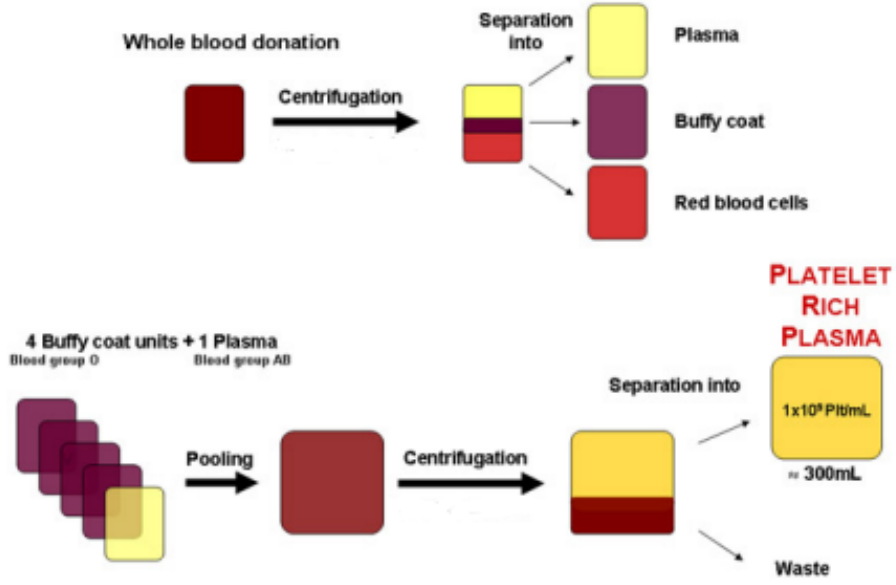 Whole blood donation
Centrifugation
Separation
into
Plasma
Buffy coat
Red blood cells
4 Buffy coat units + 1 Plasma
Blood group O Blood group AB
Pooling
Centrifugation
Separation into
PLATELET
RICH
PLASMA
1x10⁹ Plt/mL
≈ 300mL
Waste